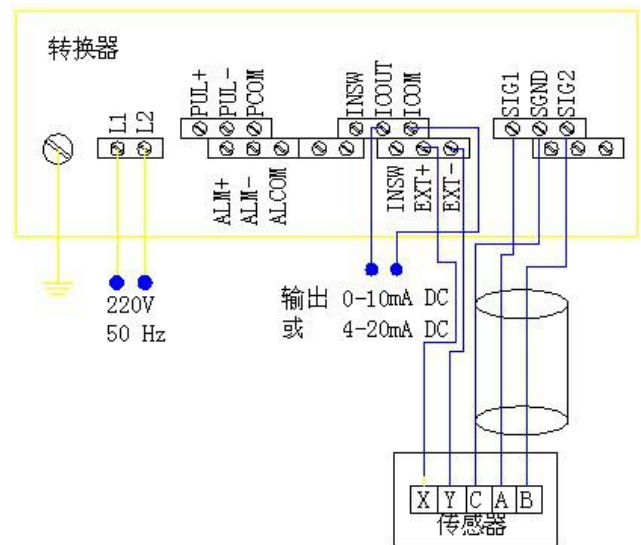 转换器
L1
L2
PUL+
PUL-
PCOM
INSW
ICOUT
ICOM
SIG1
SGND
SIG2
ALM+
ALM-
ALCOM
INSW
EXT+
EXT-
220V
50 Hz
输出 0-10mA DC
或 4-20mA DC
X Y C A B
传感器